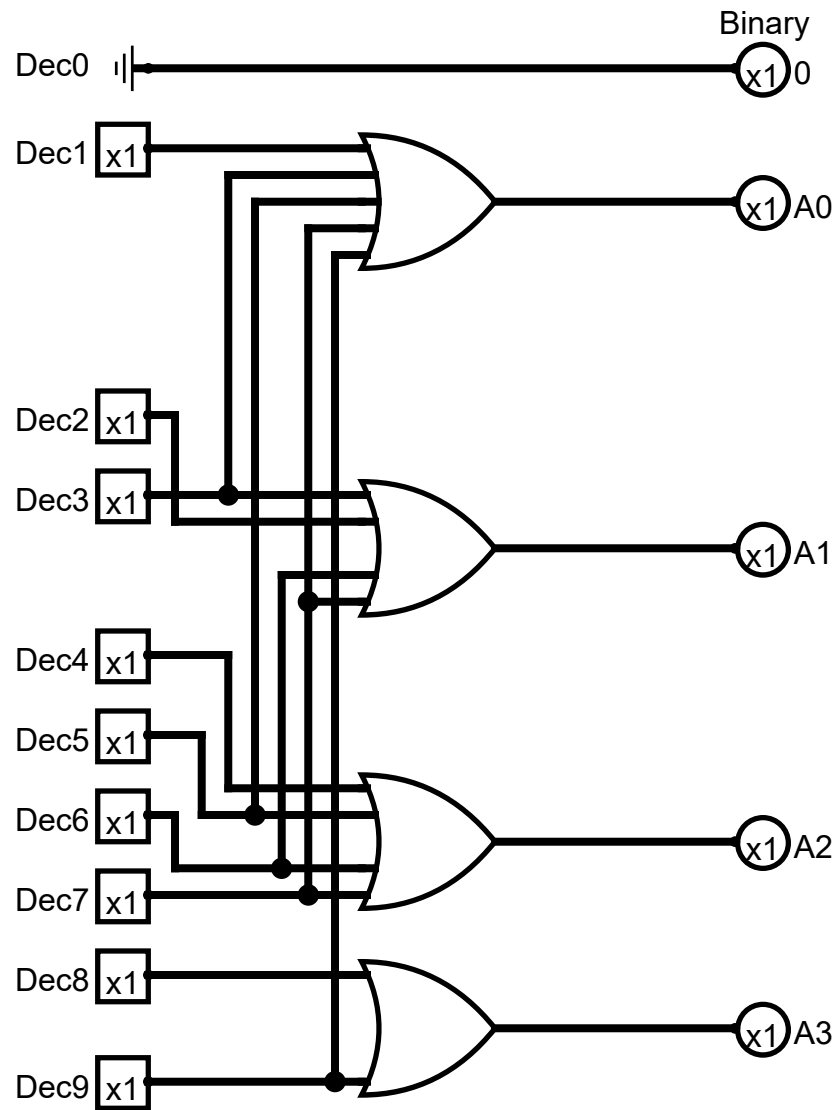 Binary
Dec0 x1 0
Dec1 x1
x1 A0
Dec2 x1
Dec3 x1
x1 A1
Dec4 x1
Dec5 x1
Dec6 x1
x1 A2
Dec7 x1
Dec8 x1
x1 A3
Dec9 x1